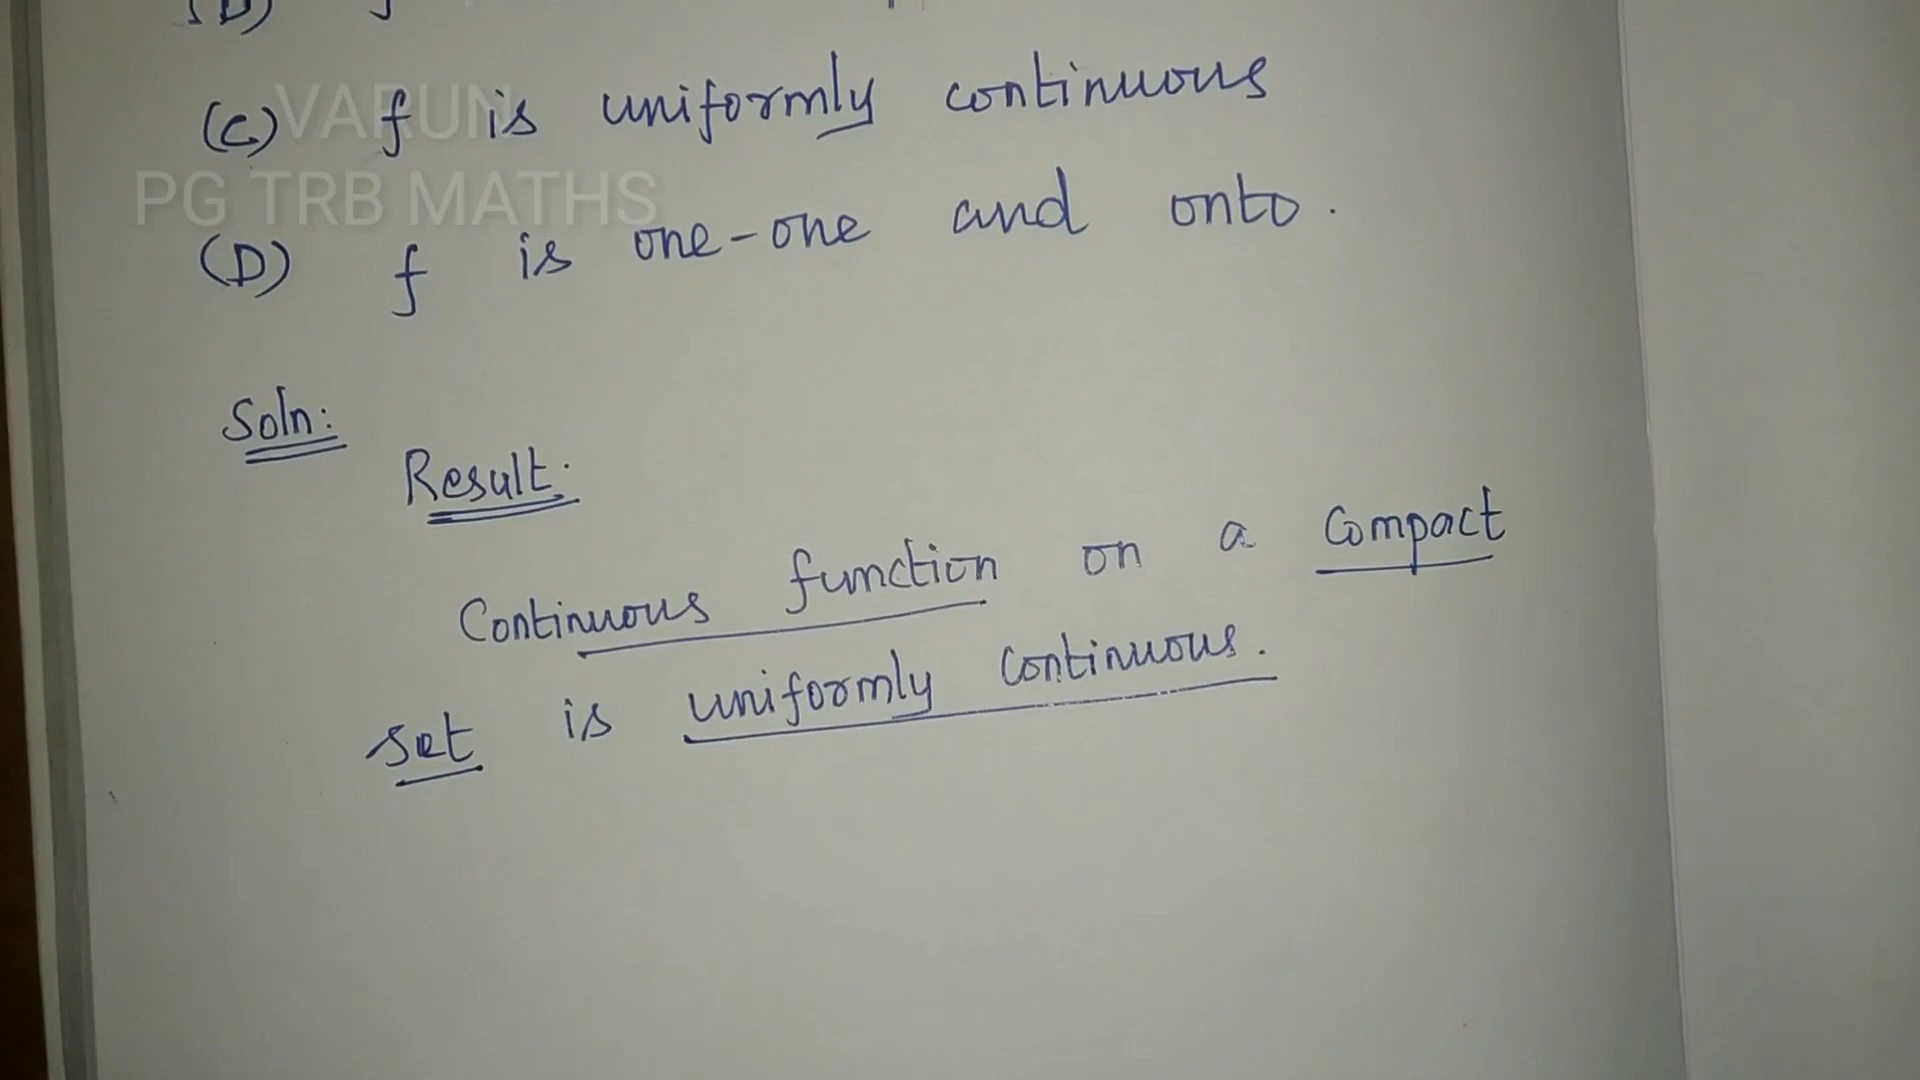 (B) f
(C) f is uniformly continuous
(D) f is one-one and onto.
Soln:
Result:
Continuous function on a compact
set is uniformly continuous.
VARUN
PG TRB MATHS